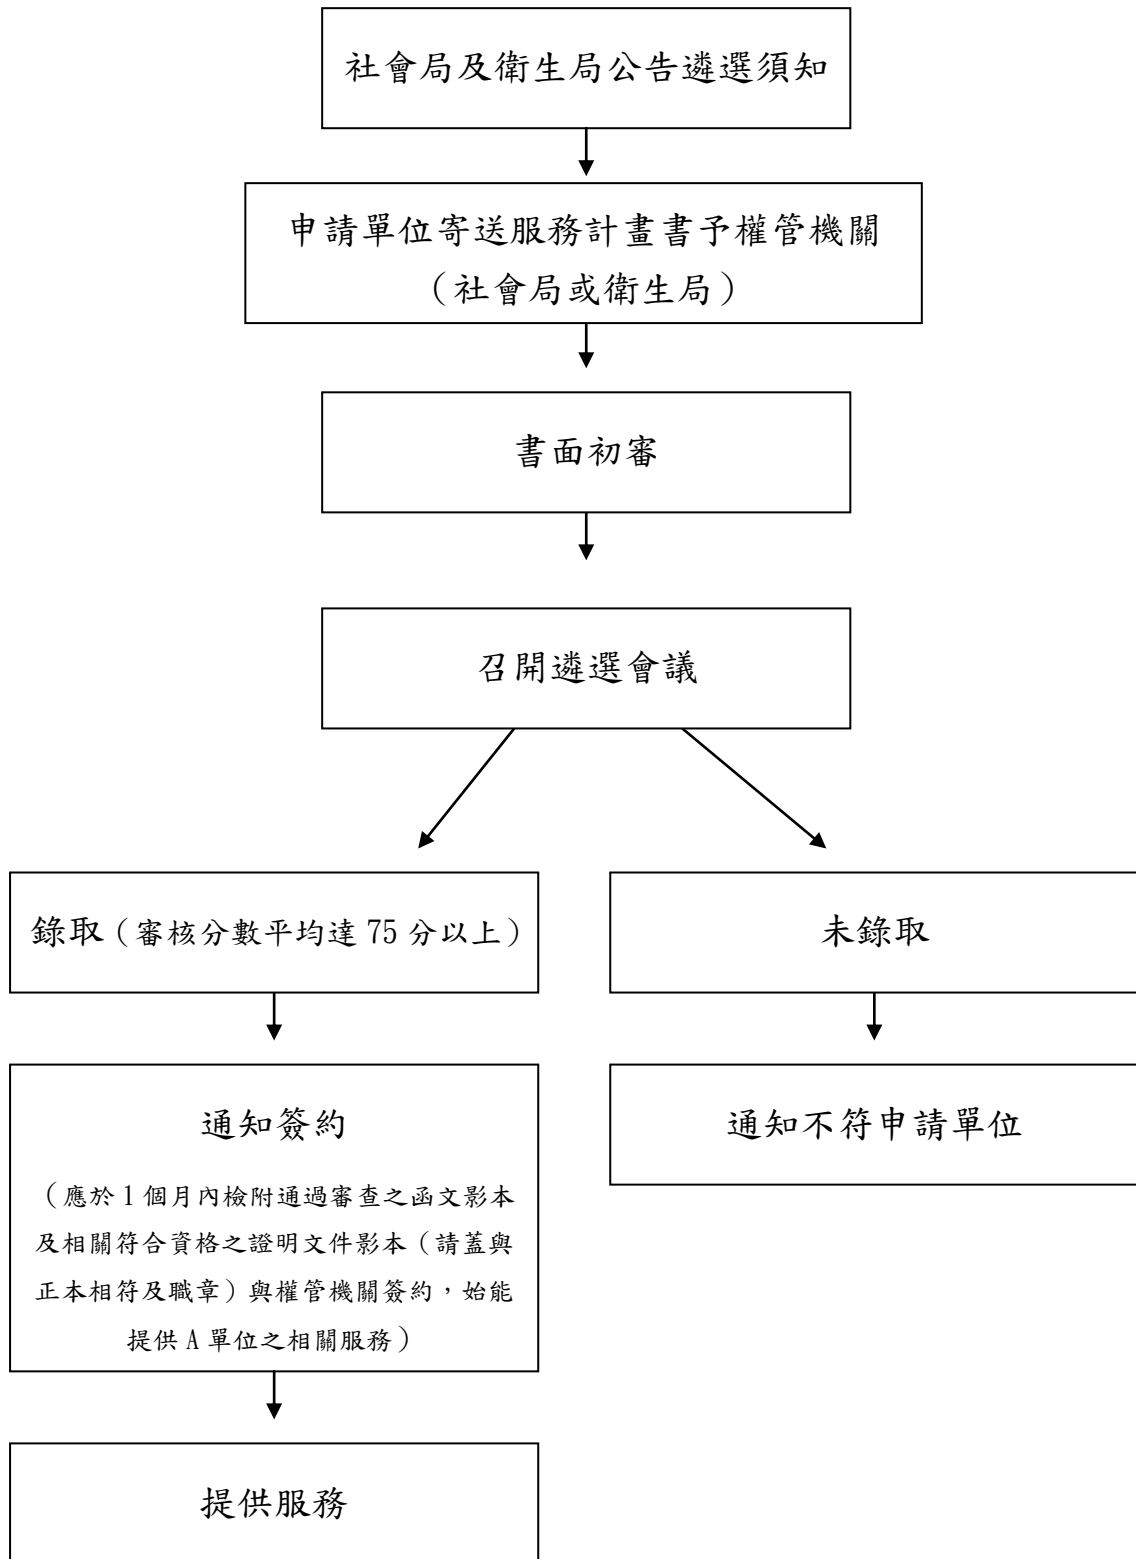 社會局及衛生局公告遴選須知
申請單位寄送服務計畫書予權管機關
（社會局或衛生局）
書面初審
召開遴選會議
錄取（審核分數平均達 75 分以上）
未錄取
通知簽約
（應於 1 個月內檢附通過審查之函文影本
及相關符合資格之證明文件影本（請蓋與
正本相符及職章）與權管機關簽約，始能
提供 A 單位之相關服務）
通知不符申請單位
提供服務